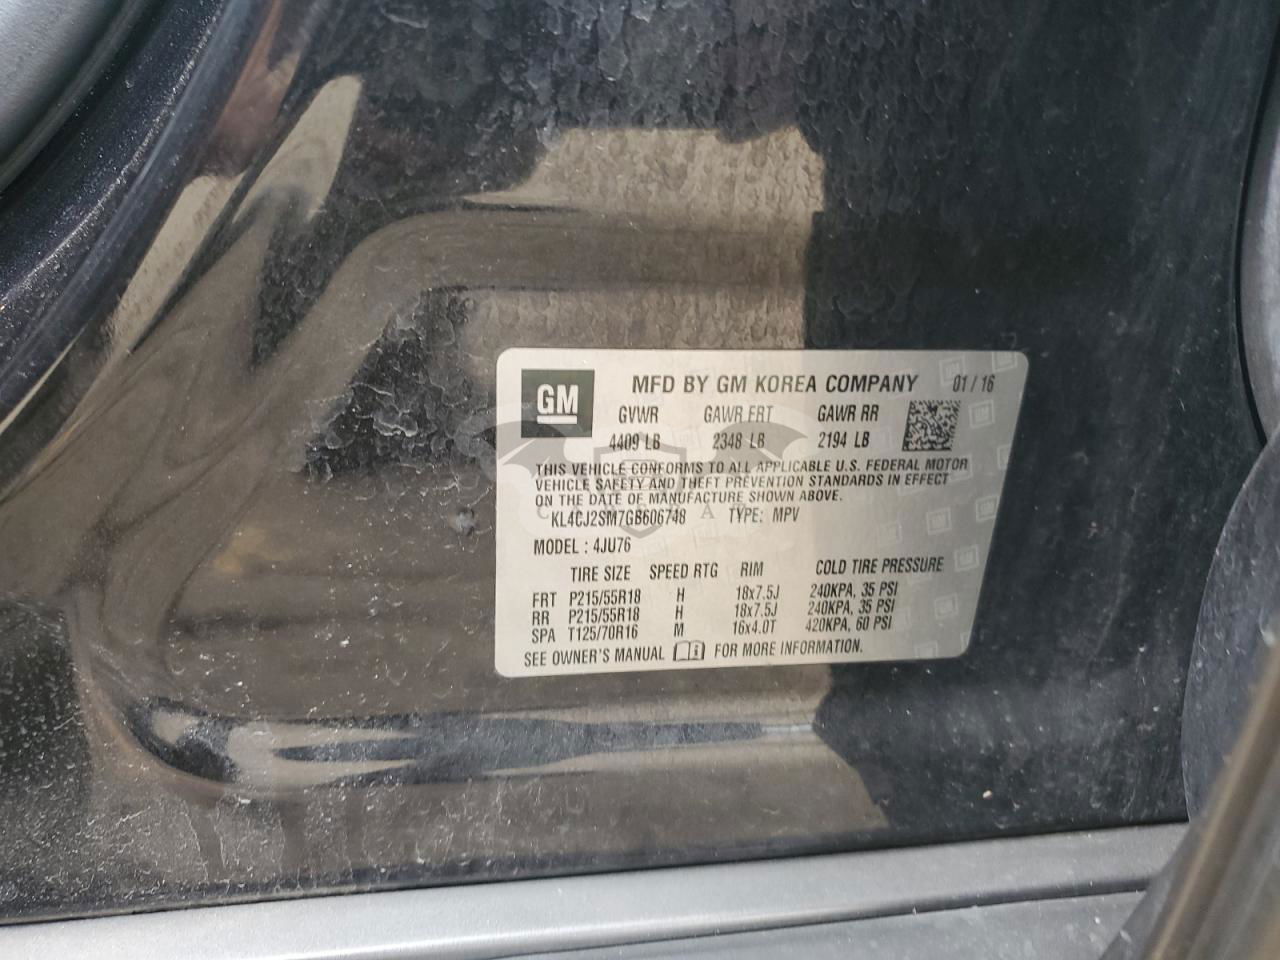 GM
MFD BY GM KOREA COMPANY 01 / 16
GVWR GAWR FRT GAWR RR
4409 LB 2348 LB 2194 LB
THIS VEHICLE CONFORMS TO ALL APPLICABLE U.S. FEDERAL MOTOR
VEHICLE SAFETY AND THEFT PREVENTION STANDARDS IN EFFECT
ON THE DATE OF MANUFACTURE SHOWN ABOVE.
KL4CJ2SM7GB606748 TYPE: MPV
MODEL : 4JU76
TIRE SIZE SPEED RTG RIM COLD TIRE PRESSURE
FRT P215/55R18 H 18x7.5J 240KPA, 35 PSI
RR P215/55R18 H 18x7.5J 240KPA, 35 PSI
SPA T125/70R16 M 16x4.0T 420KPA, 60 PSI
SEE OWNER'S MANUAL FOR MORE INFORMATION.